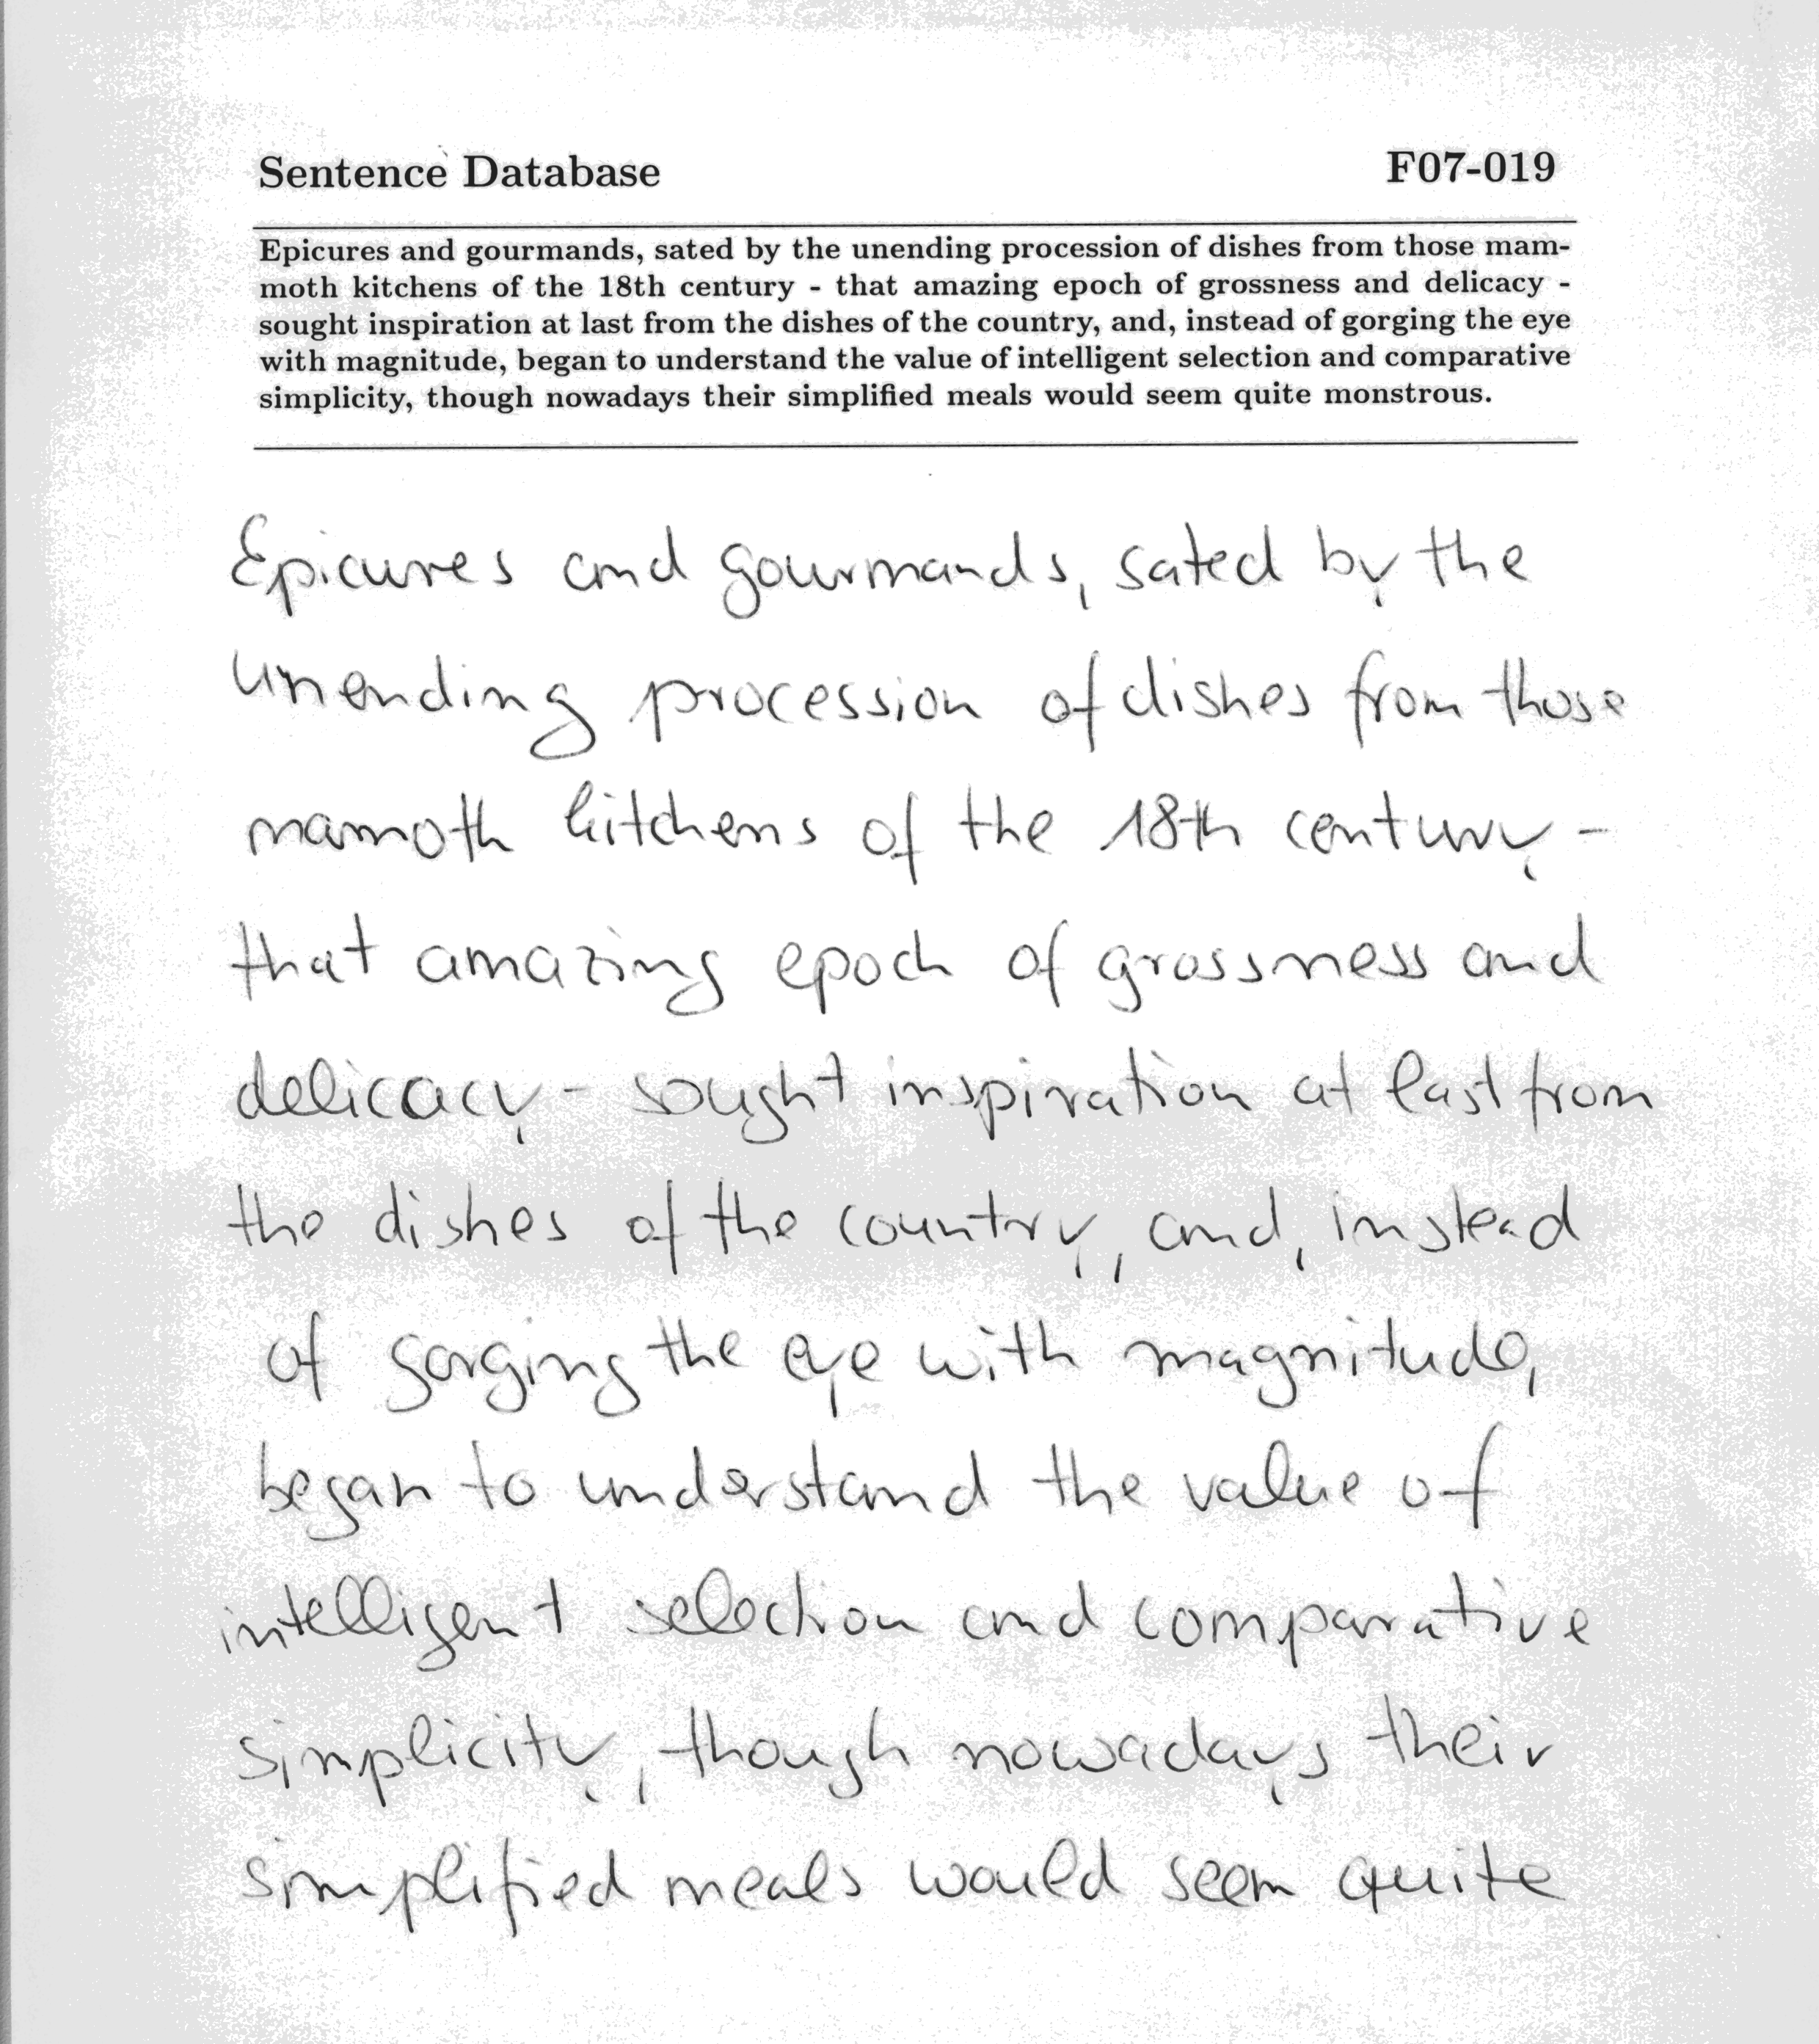 Sentence Database F07-019
Epicures and gourmands, sated by the unending procession of dishes from those mam-
moth kitchens of the 18th century - that amazing epoch of grossness and delicacy -
sought inspiration at last from the dishes of the country, and, instead of gorging the eye
with magnitude, began to understand the value of intelligent selection and comparative
simplicity, though nowadays their simplified meals would seem quite monstrous.
Epicures and gourmands, sated by the
unending procession of dishes from those
mamoth kitchens of the 18th century -
that amazing epoch of grossness and
delicacy - sought inspiration at last from
the dishes of the country, and, instead
of gorging the eye with magnitude,
began to understand the value of
intelligent selection and comparative
simplicity, though nowadays their
simplified meals would seem quite